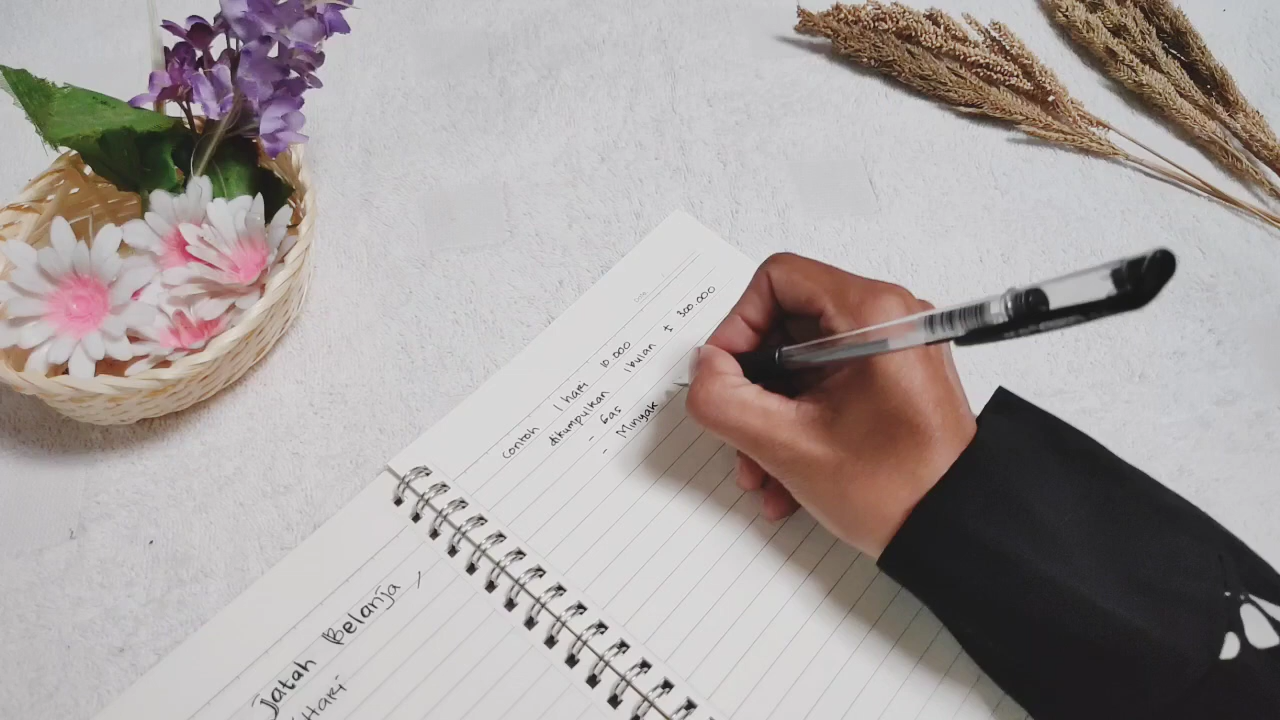 Jatah Belanja
Hari
contoh 1 hari 10.000
dikumpulkan 1 bulan ± 300.000
- Gas
- Minyak